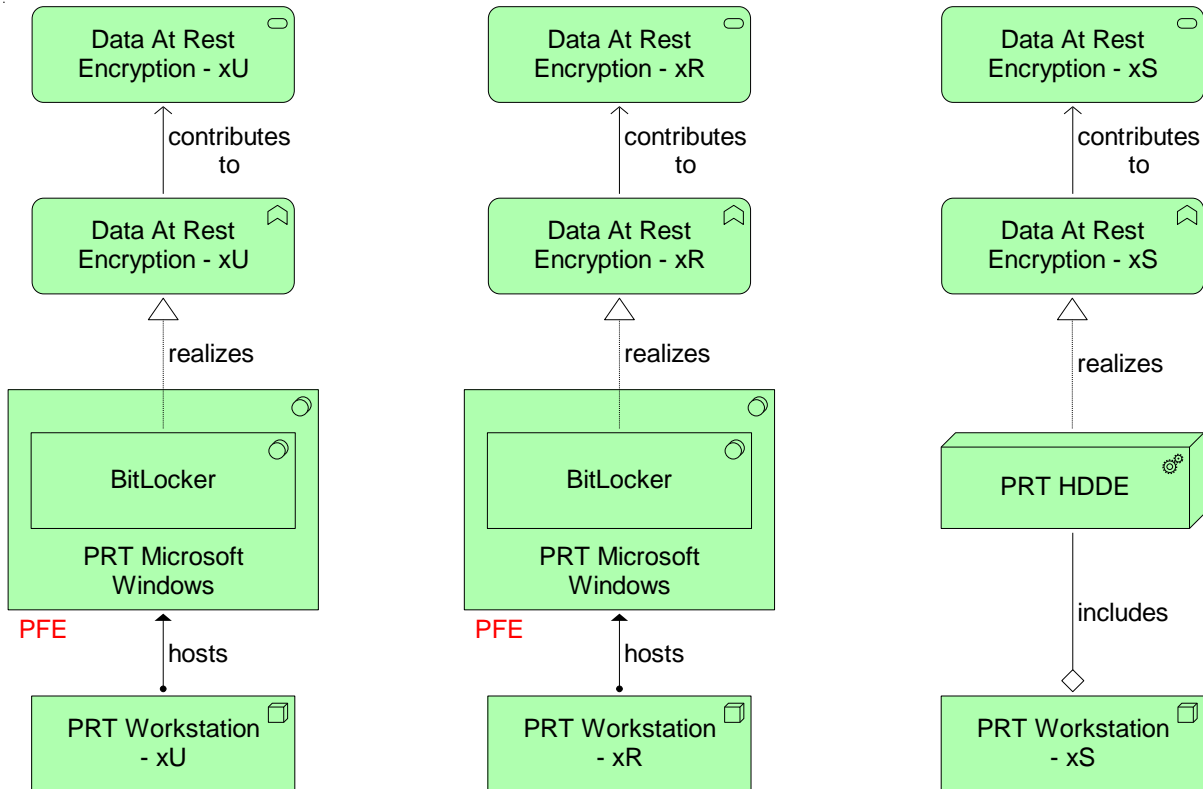 Data At Rest
Encryption - xU
Data At Rest
Encryption - xR
Data At Rest
Encryption - xS
contributes
to
contributes
to
contributes
to
Data At Rest
Encryption - xU
Data At Rest
Encryption - xR
Data At Rest
Encryption - xS
realizes
realizes
realizes
BitLocker
BitLocker
PRT HDDE
PRT Microsoft
Windows
PRT Microsoft
Windows
PFE
PFE
includes
hosts
hosts
PRT Workstation
- xU
PRT Workstation
- xR
PRT Workstation
- xS